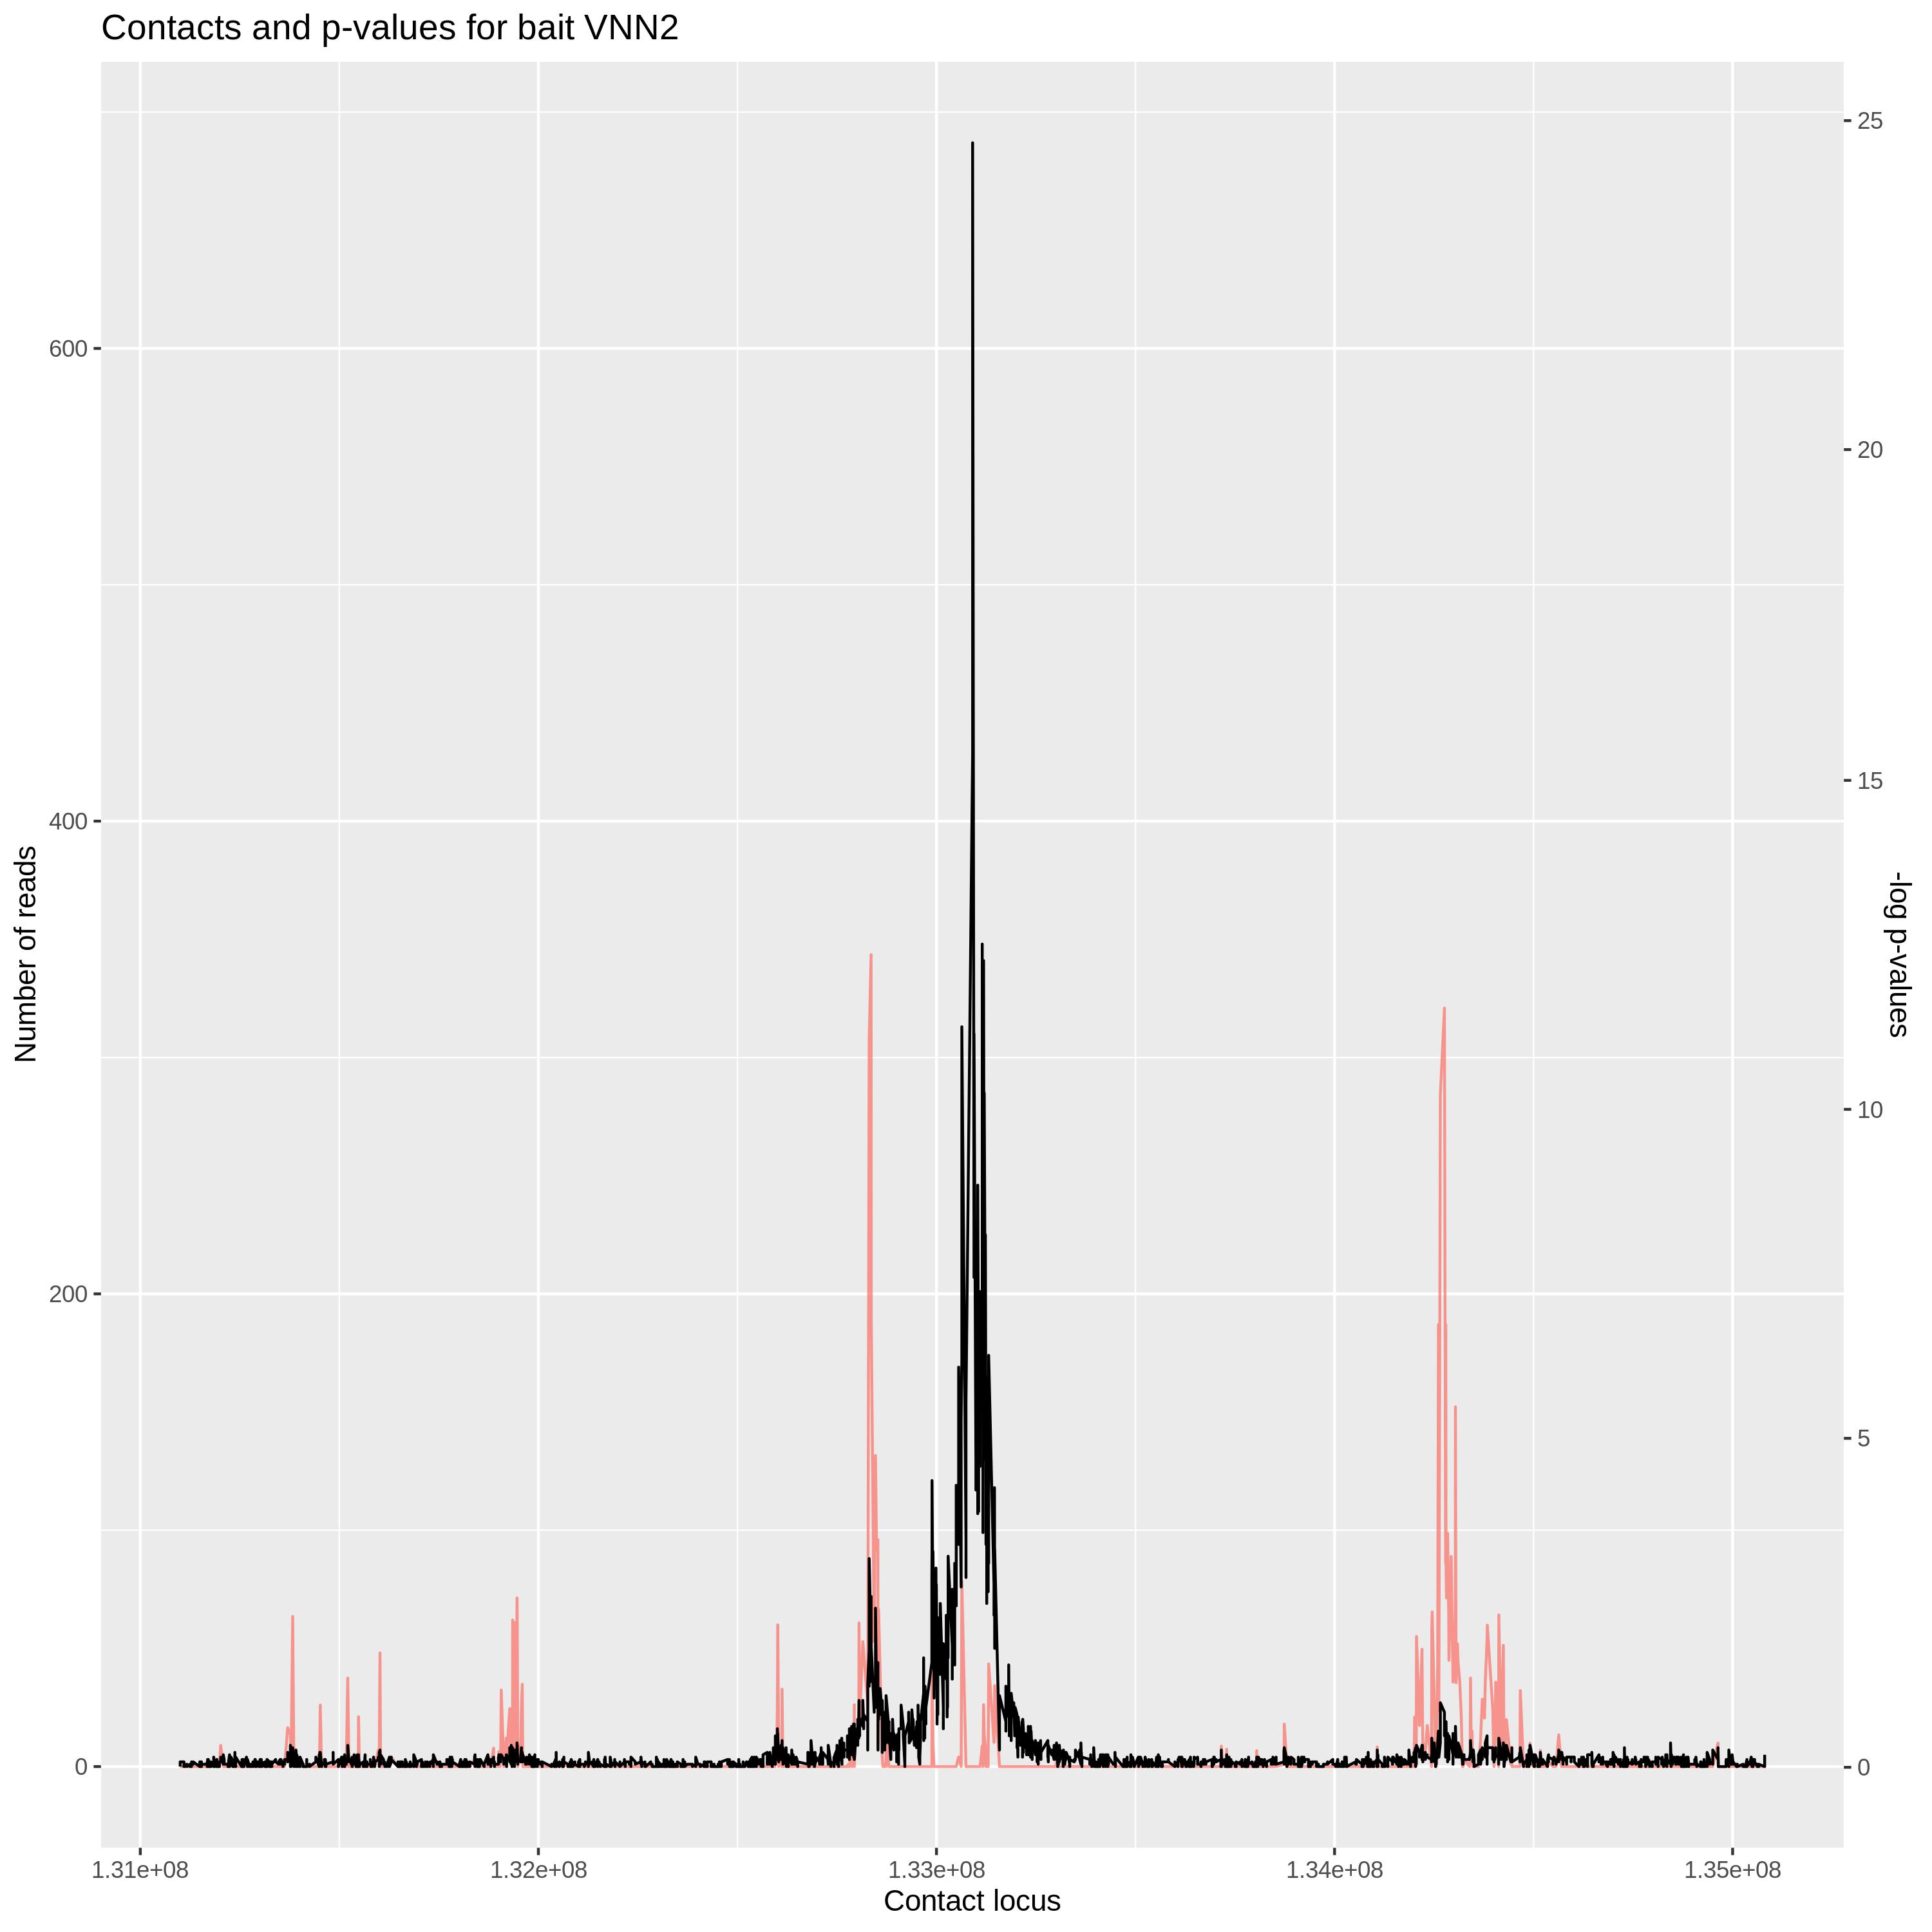 Contacts and p-values for bait VNN2
Number of reads
600
400
200
0
25
20
15
10
5
0
-log p-values
1.31e+08 1.32e+08 1.33e+08 1.34e+08 1.35e+08
Contact locus